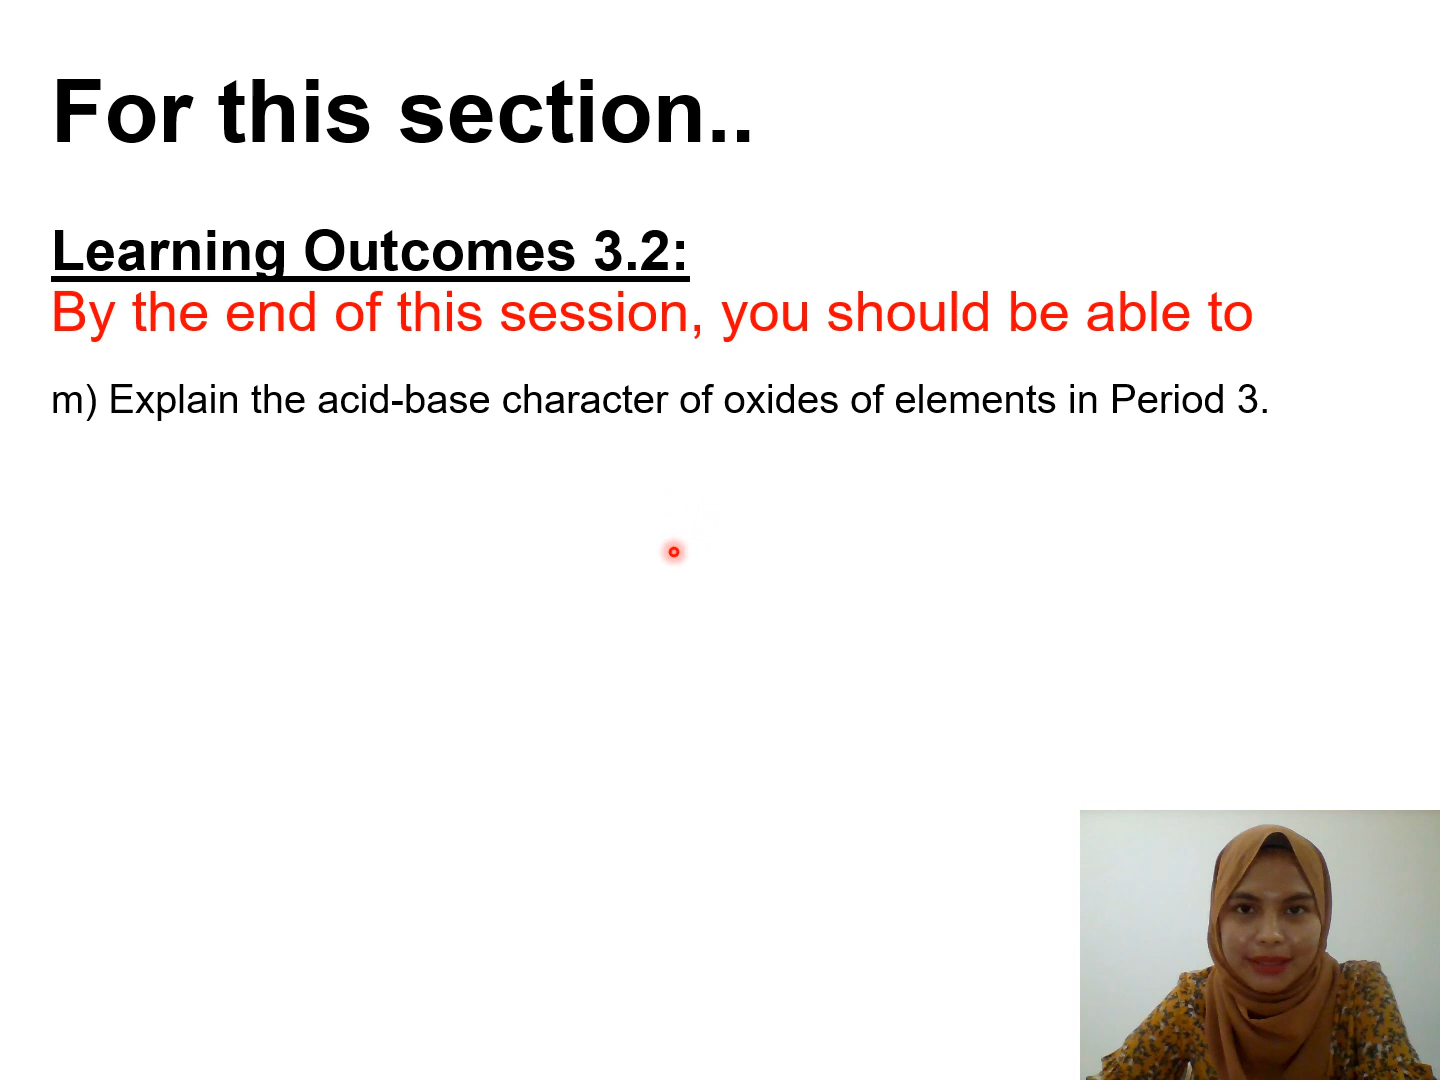 For this section..
Learning Outcomes 3.2:
By the end of this session, you should be able to
m) Explain the acid-base character of oxides of elements in Period 3.